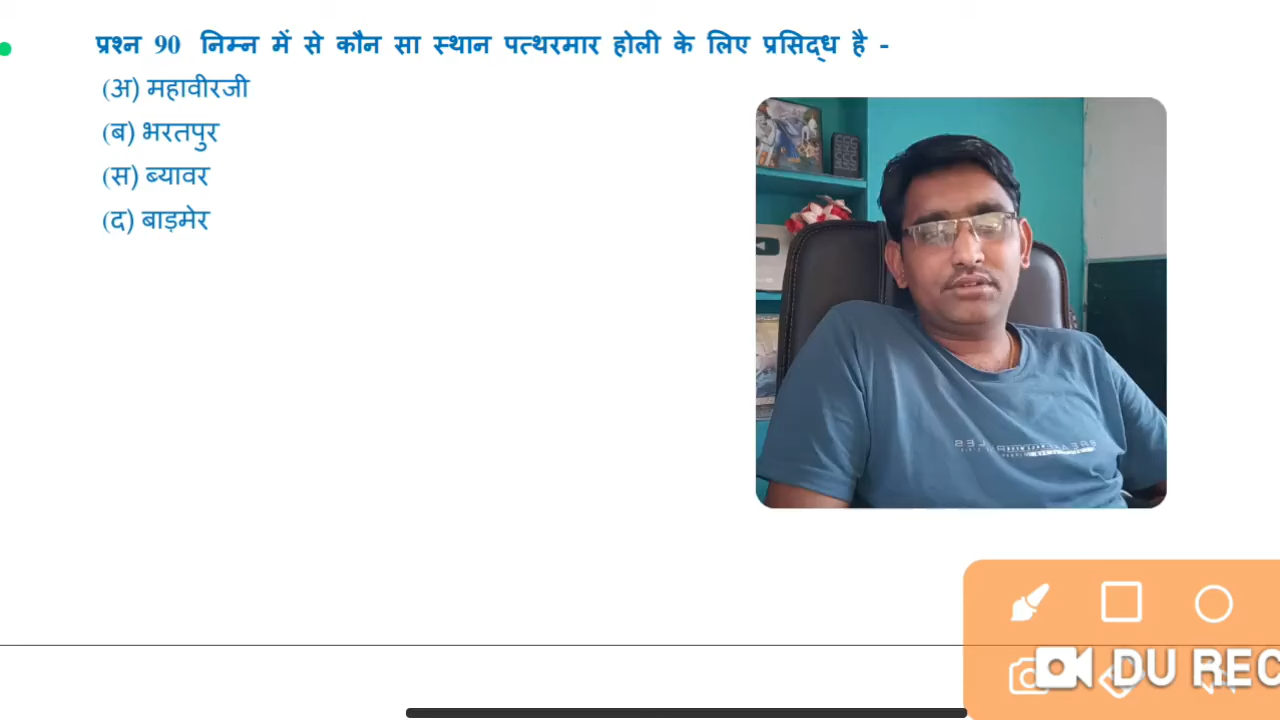 प्रश्न 90 निम्न में से कौन सा स्थान पत्थरमार होली के लिए प्रसिद्ध है -
(अ) महावीरजी
(ब) भरतपुर
(स) ब्यावर
(द) बाड़मेर
DU REC